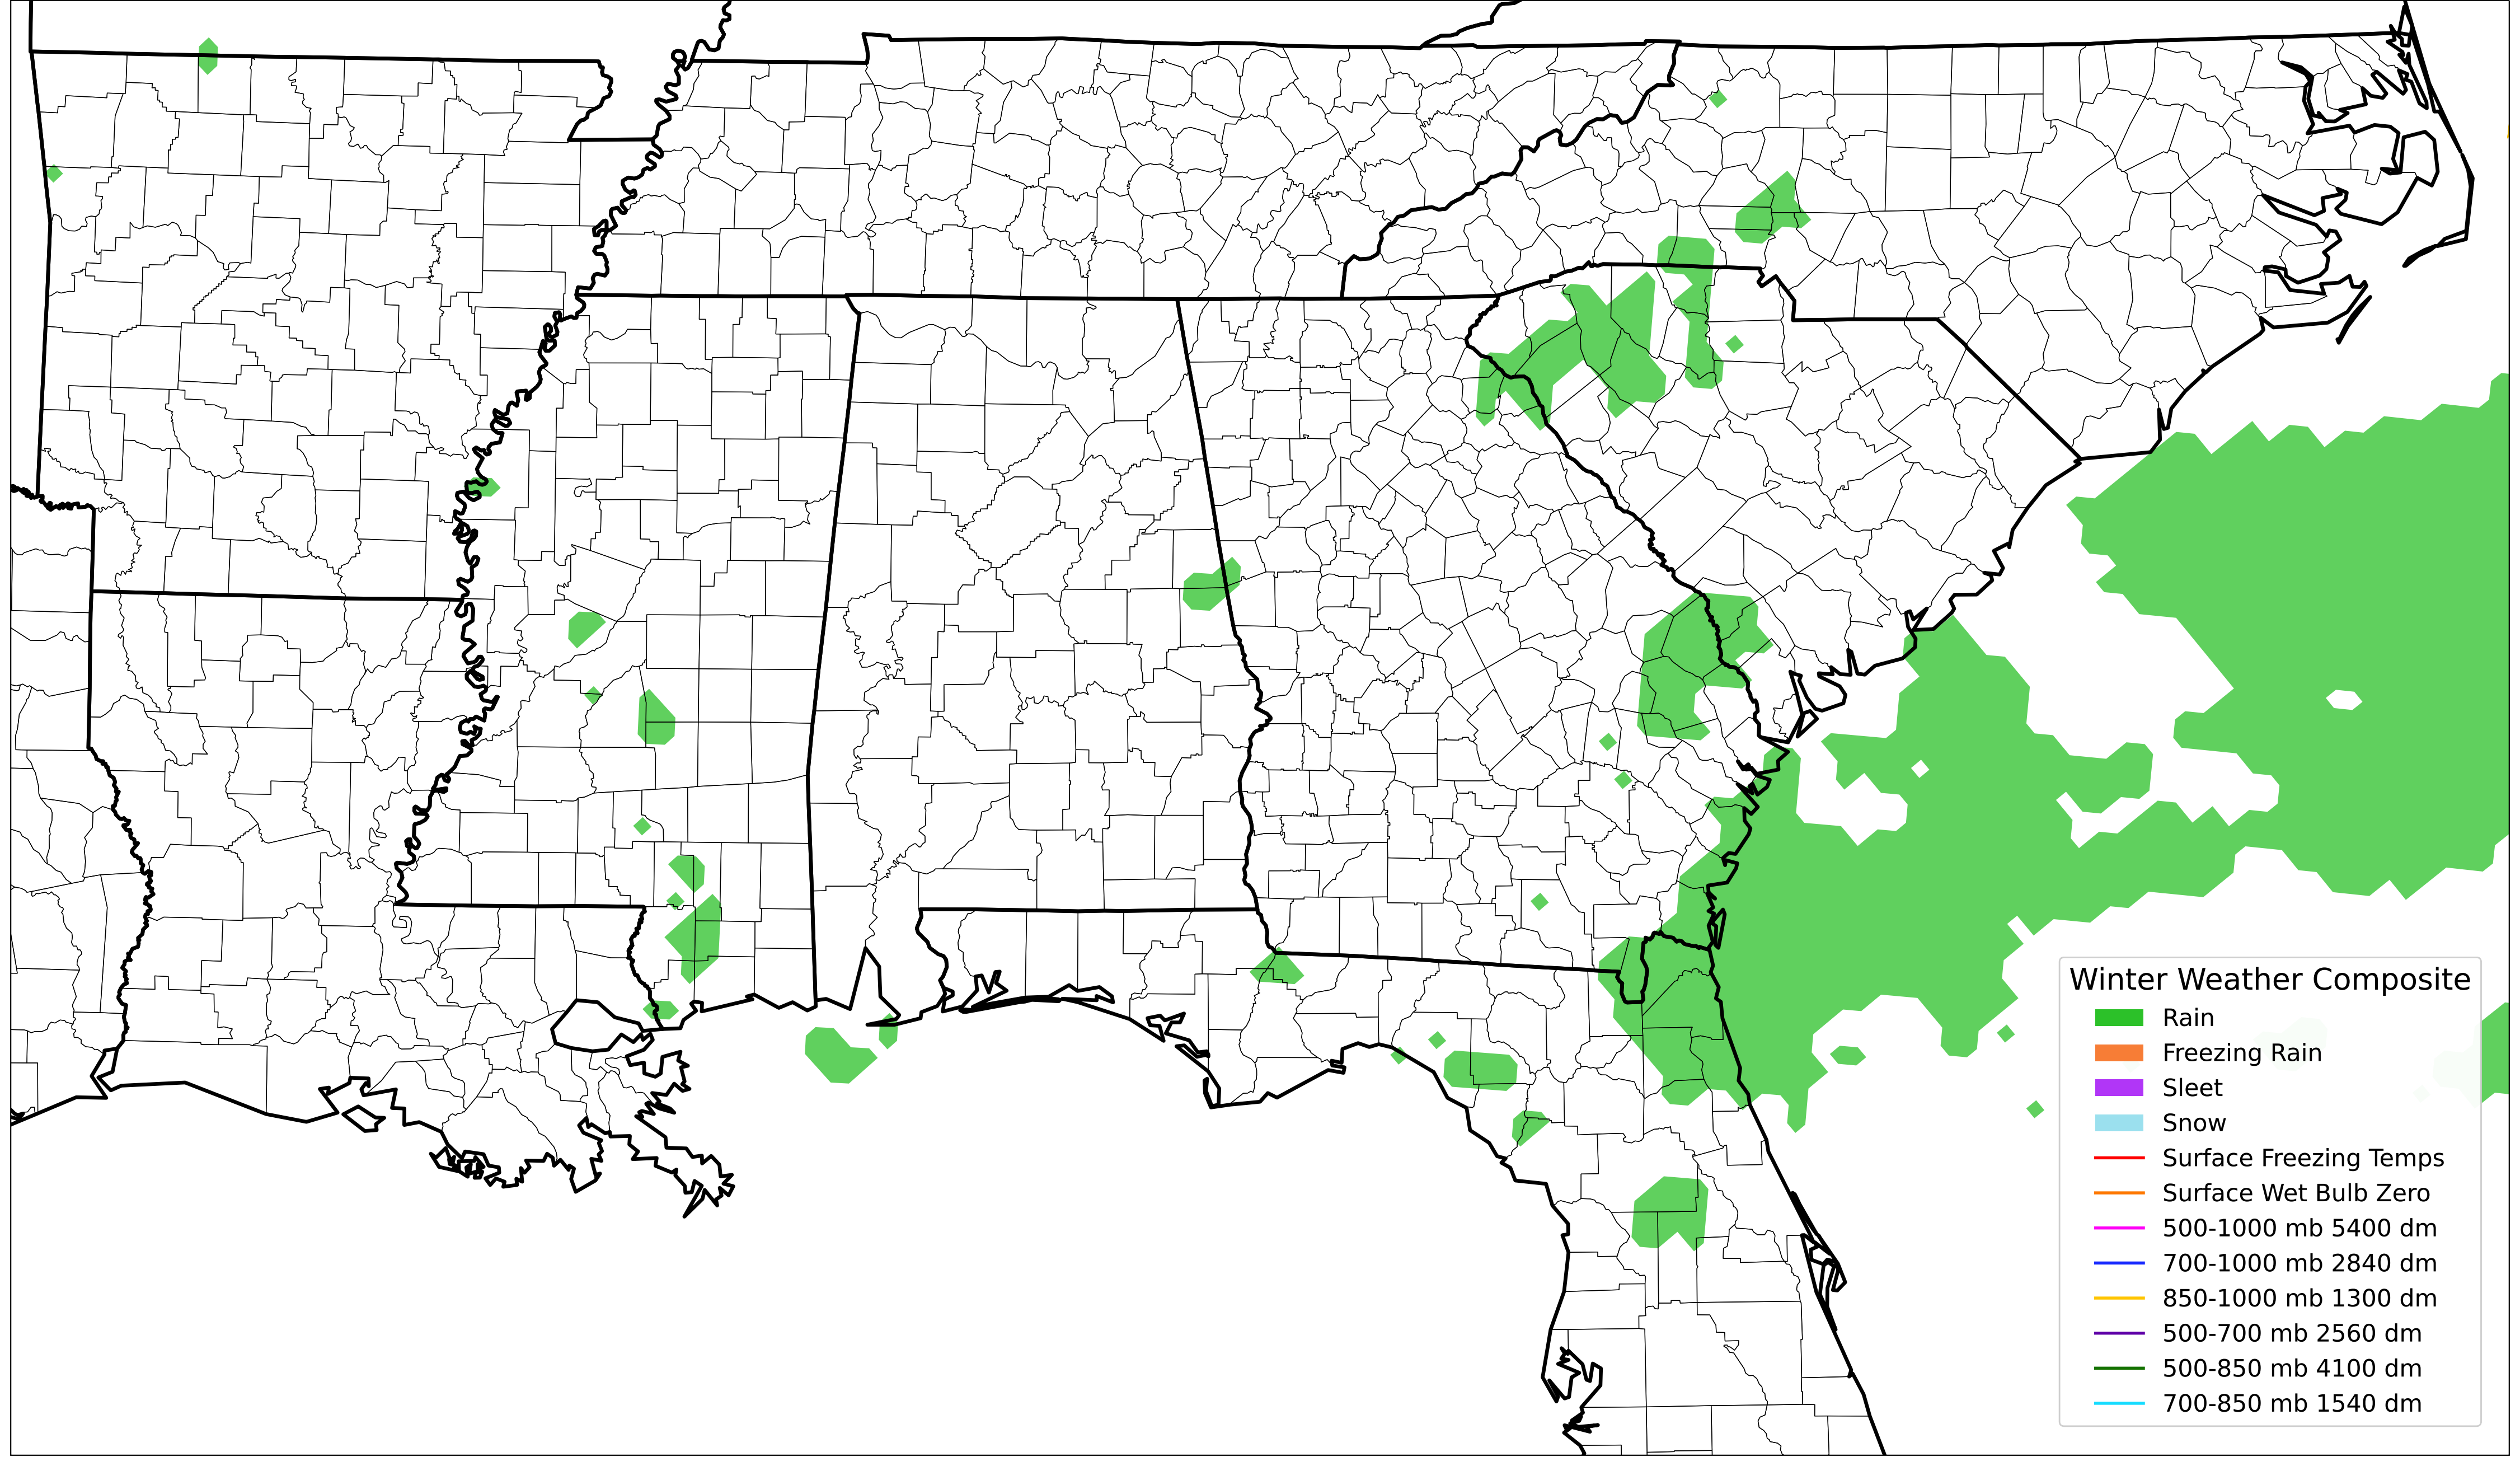 Winter Weather Composite
Rain
Freezing Rain
Sleet
Snow
Surface Freezing Temps
Surface Wet Bulb Zero
500-1000 mb 5400 dm
700-1000 mb 2840 dm
850-1000 mb 1300 dm
500-700 mb 2560 dm
500-850 mb 4100 dm
700-850 mb 1540 dm